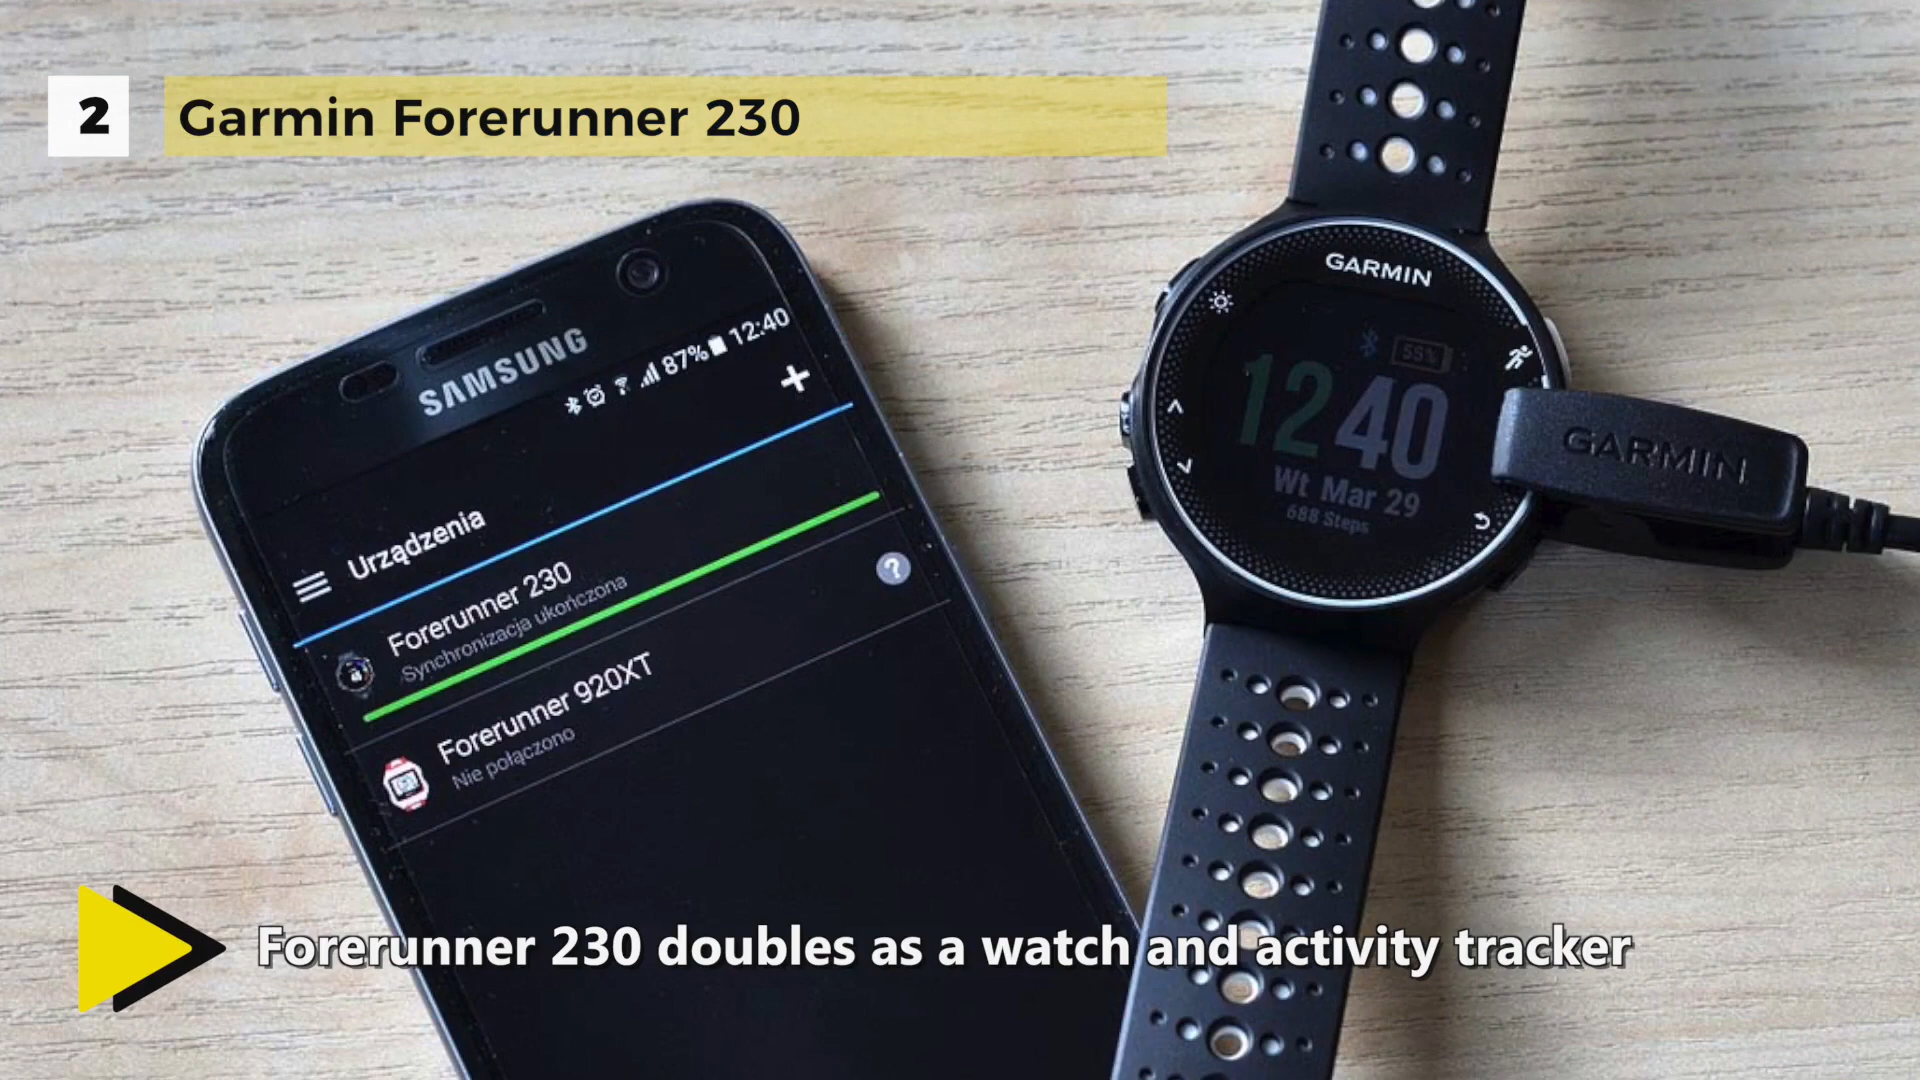 2
Garmin Forerunner 230
SAMSUNG
87% 12:40
+
Urządzenia
Forerunner 230
Synchronizacja ukończona
?
Forerunner 920XT
Nie połączono
GARMIN
55%
12 40
Wt Mar 29
688 Steps
GARMIN
Forerunner 230 doubles as a watch and activity tracker